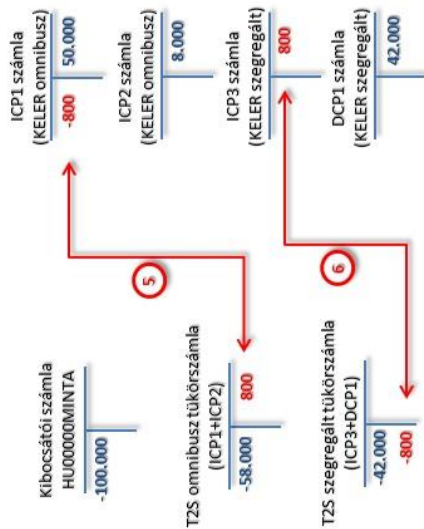 Kibocsátói számla
HU00000MINTA
-100.000
T2S omnibusz tükörszámla
(ICP1+ICP2)
-58.000 800
T2S szegregált tükörszámla
(ICP3+DCP1)
-42.000
-800
5
6
ICP1 számla
(KELER omnibusz)
-800 50.000
ICP2 számla
(KELER omnibusz)
8.000
ICP3 számla
(KELER szegregált)
800
DCP1 számla
(KELER szegregált)
42.000